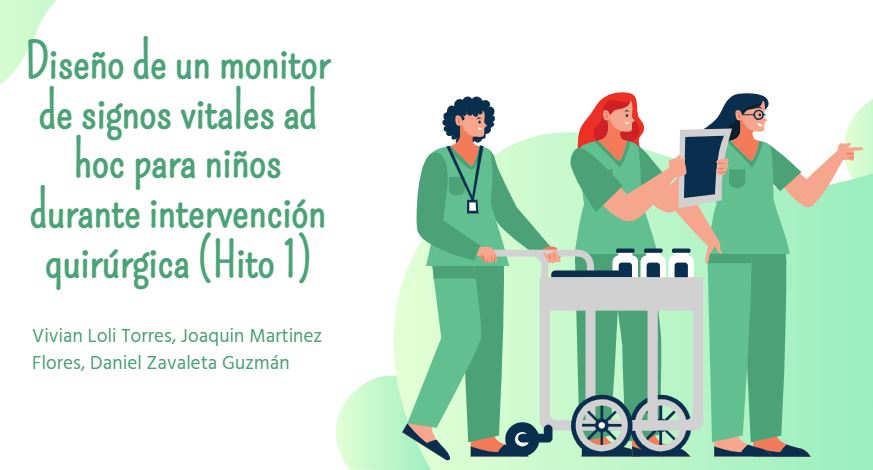 Diseño de un monitor
de signos vitales ad
hoc para niños
durante intervención
quirúrgica (Hito 1)
Vivian Loli Torres, Joaquin Martinez
Flores, Daniel Zavaleta Guzmán